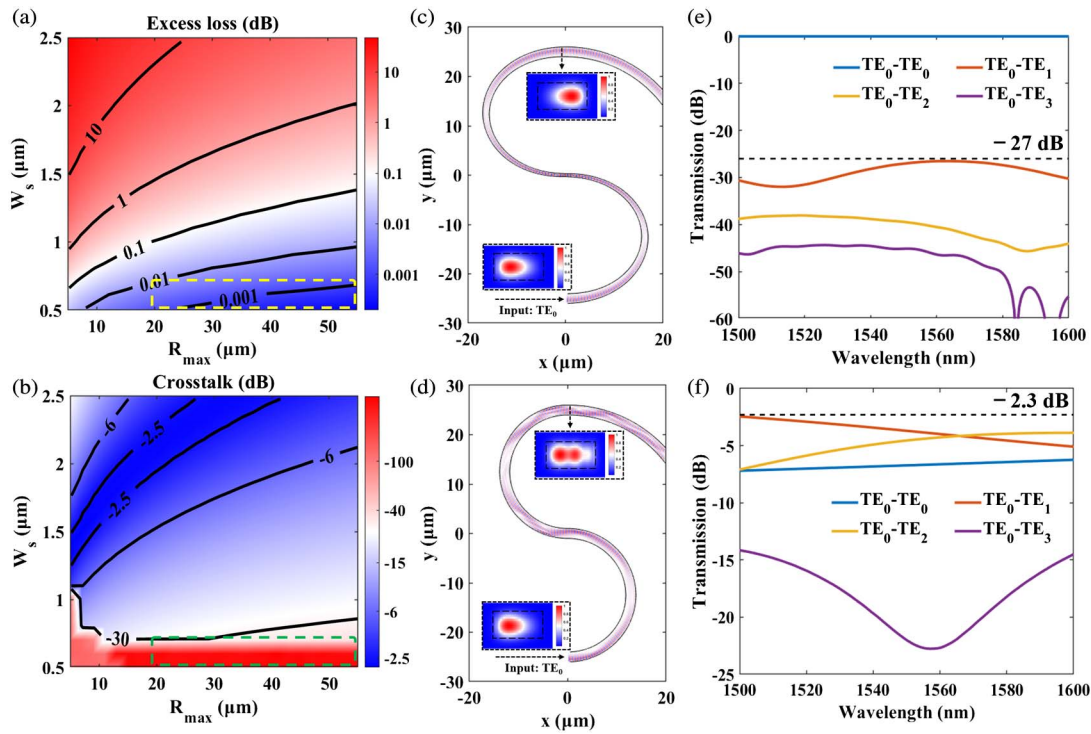 (a)
Excess loss (dB)
2.5
2
1.5
1
0.5
W_s (μm)
10
1
0.1
0.01
0.001
10 20 30 40 50
R_max (μm)
10
1
0.1
0.01
0.001
(b)
Crosstalk (dB)
2.5
2
1.5
1
0.5
W_s (μm)
-6
-2.5
-2.5
-6
-30
10 20 30 40 50
R_max (μm)
-100
-40
-15
-6
-2.5
(c)
30
20
10
0
-10
-20
-30
y (μm)
Input: TE₀
-20 0 20
x (μm)
(d)
30
20
10
0
-10
-20
-30
y (μm)
Input: TE₀
-20 0 20
x (μm)
(e)
0
-10
-20
-30
-40
-50
-60
Transmission (dB)
TE₀-TE₀ TE₀-TE₁
TE₀-TE₂ TE₀-TE₃
− 27 dB
1500 1520 1540 1560 1580 1600
Wavelength (nm)
(f)
0
-5
-10
-15
-20
-25
Transmission (dB)
− 2.3 dB
TE₀-TE₀ TE₀-TE₁
TE₀-TE₂ TE₀-TE₃
1500 1520 1540 1560 1580 1600
Wavelength (nm)